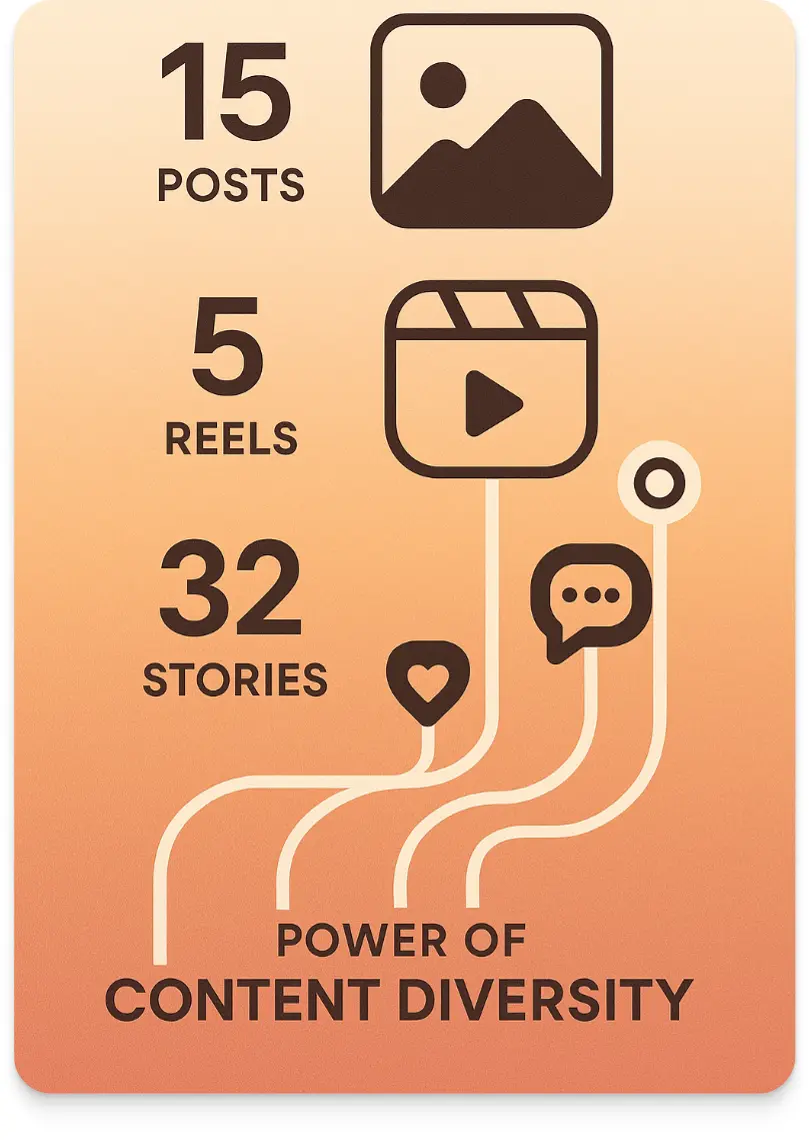 15
POSTS
5
REELS
32
STORIES
POWER OF
CONTENT DIVERSITY